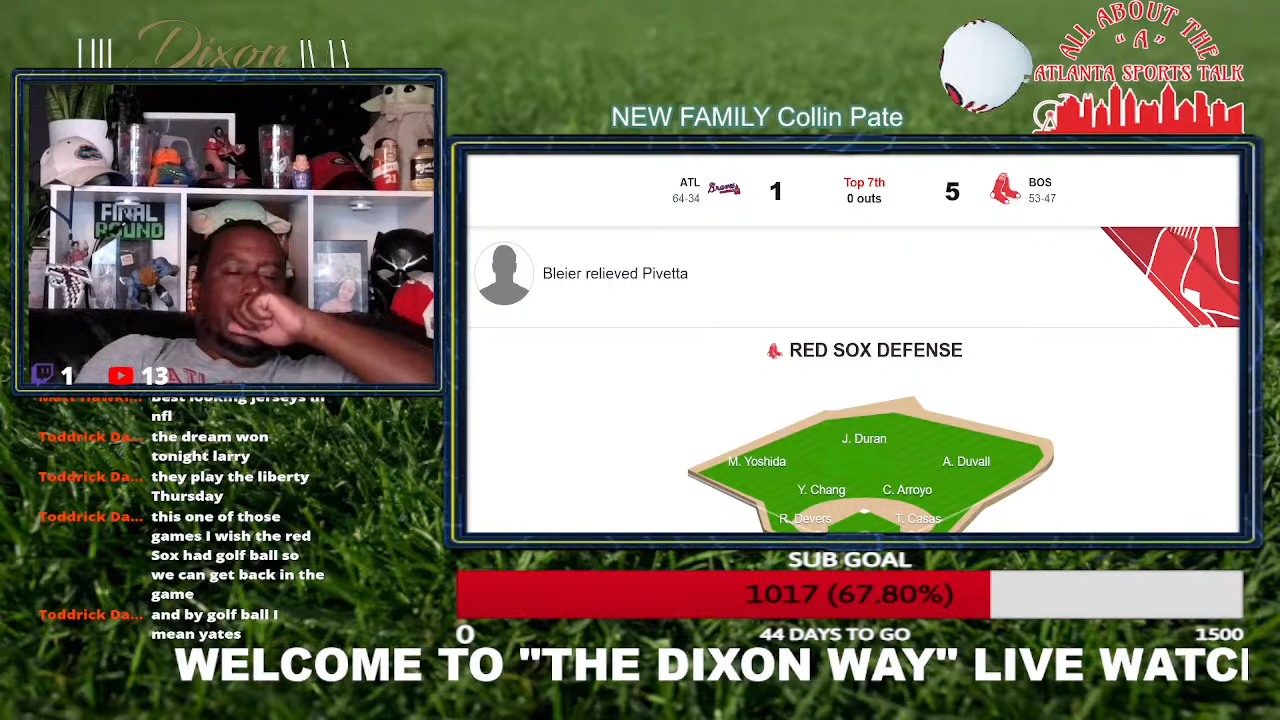 Dixon
ALL ABOUT THE
"A"
ATLANTA SPORTS TALK
NEW FAMILY Collin Pate
ATL
64-34
Braves
1
Top 7th
0 outs
5
BOS
53-47
Bleier relieved Pivetta
RED SOX DEFENSE
J. Duran
M. Yoshida
A. Duvall
Y. Chang
C. Arroyo
R. Devers
T. Casas
FINAL
ROUND
1
13
Best looking jerseys in
nfl
Toddrick Da... the dream won
tonight larry
Toddrick Da... they play the liberty
Thursday
Toddrick Da... this one of those
games I wish the red
Sox had golf ball so
we can get back in the
game
Toddrick Da... and by golf ball I
mean yates
SUB GOAL
1017 (67.80%)
0
44 DAYS TO GO
1500
WELCOME TO "THE DIXON WAY" LIVE WATC